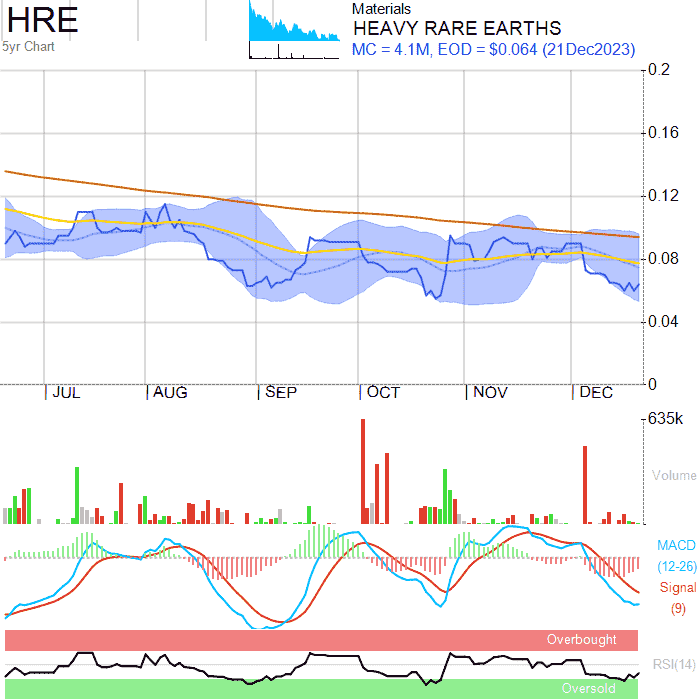 HRE
5yr Chart
Materials
HEAVY RARE EARTHS
MC = 4.1M, EOD = $0.064 (21Dec2023)
0.2
0.16
0.12
0.08
0.04
0
JUL AUG SEP OCT NOV DEC
635k
Volume
MACD
(12-26)
Signal
(9)
Overbought
RSI(14)
Oversold